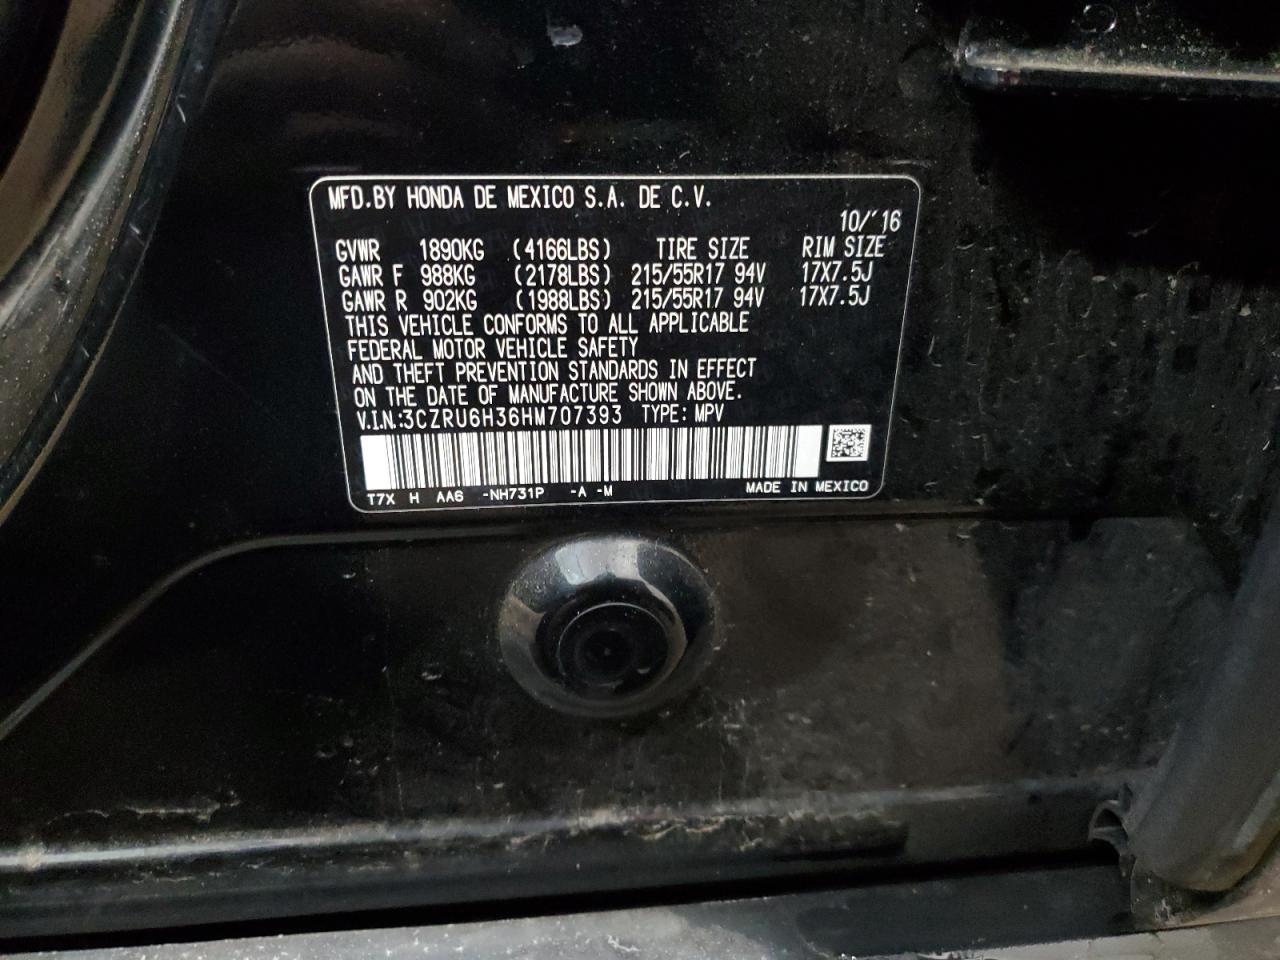 MFD.BY HONDA DE MEXICO S.A. DE C.V.
10/'16
GVWR 1890KG (4166LBS) TIRE SIZE RIM SIZE
GAWR F 988KG (2178LBS) 215/55R17 94V 17X7.5J
GAWR R 902KG (1988LBS) 215/55R17 94V 17X7.5J
THIS VEHICLE CONFORMS TO ALL APPLICABLE
FEDERAL MOTOR VEHICLE SAFETY
AND THEFT PREVENTION STANDARDS IN EFFECT
ON THE DATE OF MANUFACTURE SHOWN ABOVE.
V.I.N.:3CZRU6H36HM707393 TYPE: MPV
T7X H AA6 -NH731P -A -M MADE IN MEXICO